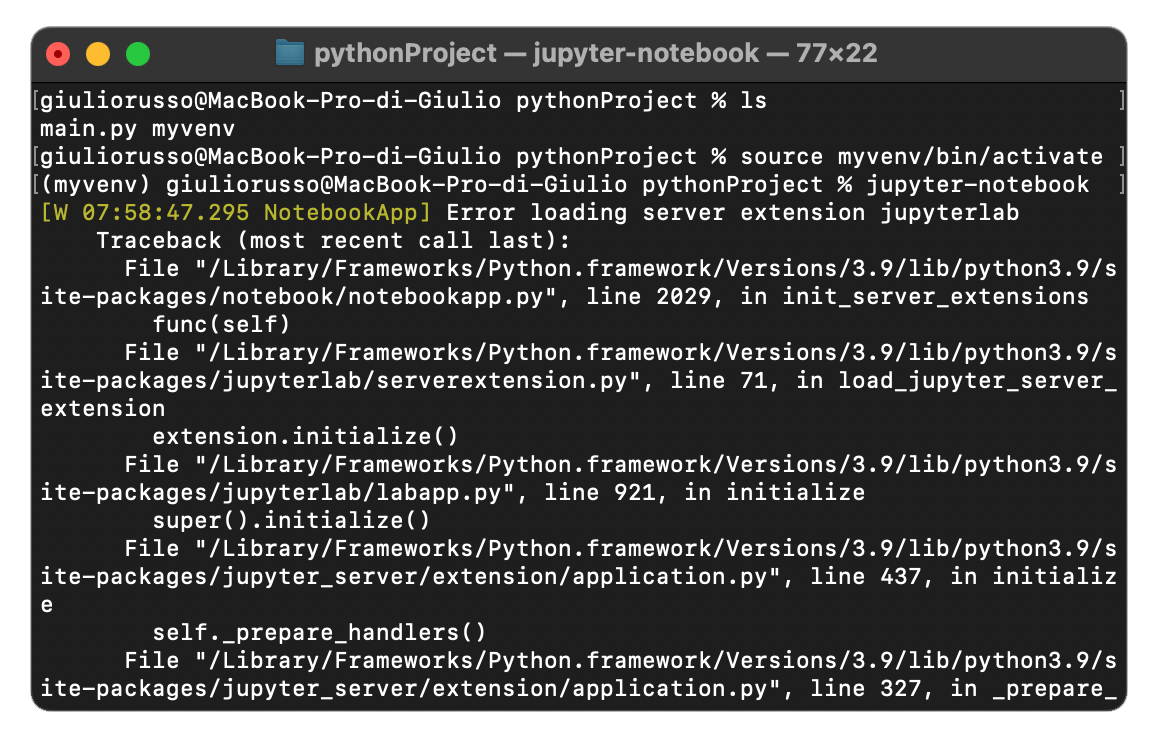 pythonProject — jupyter-notebook — 77×22
[giuliorusso@MacBook-Pro-di-Giulio pythonProject % ls ]
main.py myvenv
[giuliorusso@MacBook-Pro-di-Giulio pythonProject % source myvenv/bin/activate ]
[(myvenv) giuliorusso@MacBook-Pro-di-Giulio pythonProject % jupyter-notebook ]
[W 07:58:47.295 NotebookApp] Error loading server extension jupyterlab
    Traceback (most recent call last):
      File "/Library/Frameworks/Python.framework/Versions/3.9/lib/python3.9/s
ite-packages/notebook/notebookapp.py", line 2029, in init_server_extensions
        func(self)
      File "/Library/Frameworks/Python.framework/Versions/3.9/lib/python3.9/s
ite-packages/jupyterlab/serverextension.py", line 71, in load_jupyter_server_
extension
        extension.initialize()
      File "/Library/Frameworks/Python.framework/Versions/3.9/lib/python3.9/s
ite-packages/jupyterlab/labapp.py", line 921, in initialize
        super().initialize()
      File "/Library/Frameworks/Python.framework/Versions/3.9/lib/python3.9/s
ite-packages/jupyter_server/extension/application.py", line 437, in initializ
e
        self._prepare_handlers()
      File "/Library/Frameworks/Python.framework/Versions/3.9/lib/python3.9/s
ite-packages/jupyter_server/extension/application.py", line 327, in _prepare_